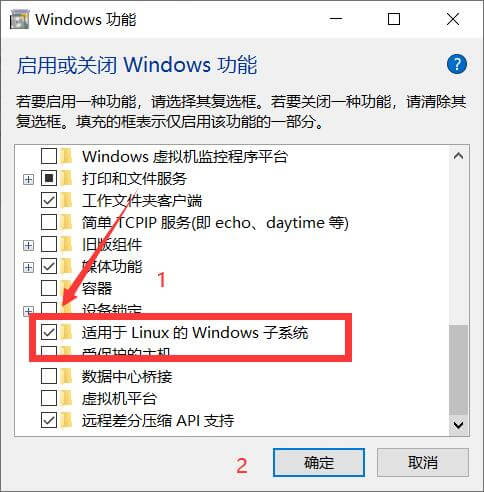 Windows 功能
启用或关闭 Windows 功能
若要启用一种功能，请选择其复选框。若要关闭一种功能，请清除其
复选框。填充的框表示仅启用该功能的一部分。
Windows 虚拟机监控程序平台
打印和文件服务
工作文件夹客户端
简单 TCPIP 服务(即 echo、daytime 等)
旧版组件
媒体功能
1
容器
设备锁定
适用于 Linux 的 Windows 子系统
受保护的主机
数据中心桥接
虚拟机平台
远程差分压缩 API 支持
2
确定
取消